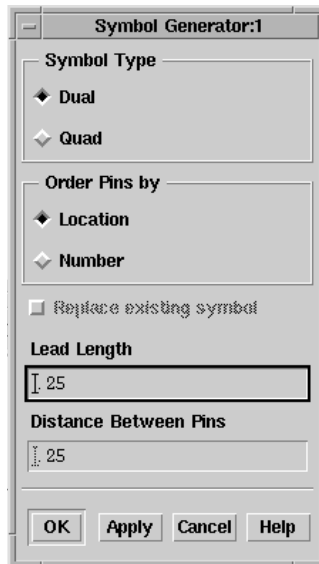 Symbol Generator:1
Symbol Type
Dual
Quad
Order Pins by
Location
Number
Replace existing symbol
Lead Length
.25
Distance Between Pins
.25
OK Apply Cancel Help